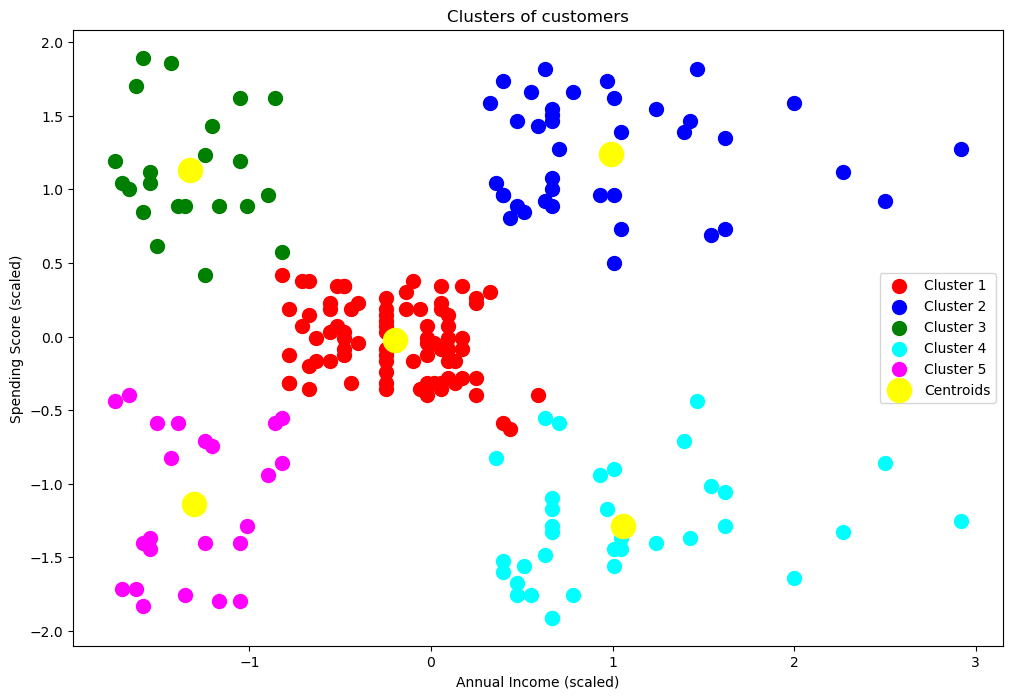 Clusters of customers
2.0
1.5
1.0
0.5
0.0
−0.5
−1.0
−1.5
−2.0
Spending Score (scaled)
Cluster 1
Cluster 2
Cluster 3
Cluster 4
Cluster 5
Centroids
−1 0 1 2 3
Annual Income (scaled)